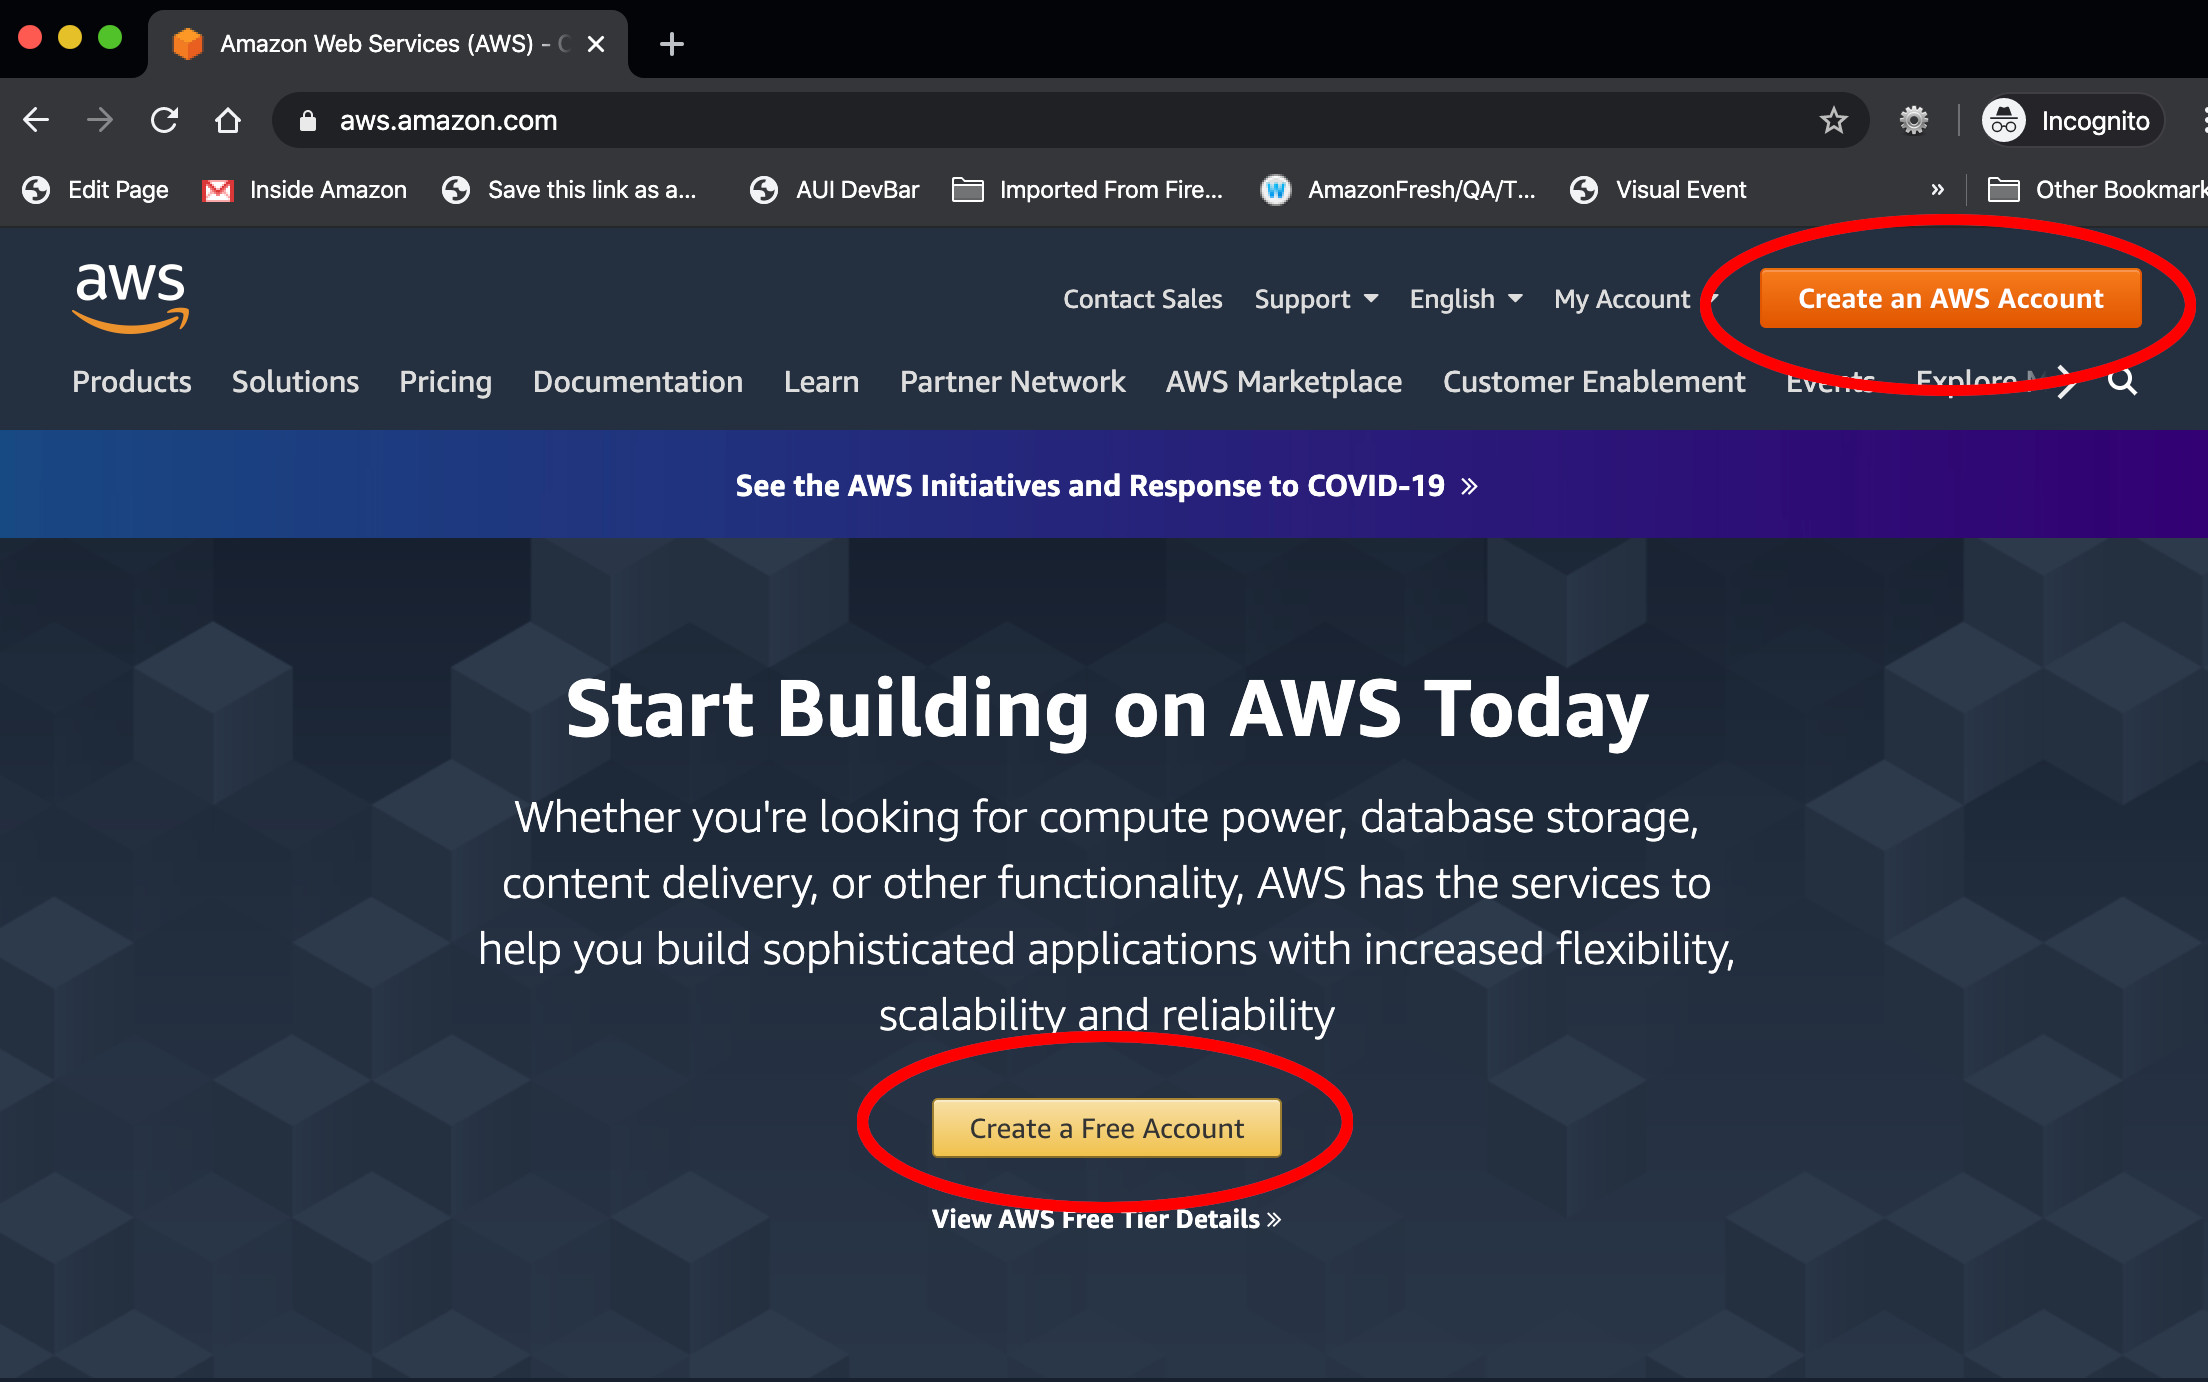 Amazon Web Services (AWS) -
aws.amazon.com
Incognito
Edit Page
Inside Amazon
Save this link as a...
AUI DevBar
Imported From Fire...
AmazonFresh/QA/T...
Visual Event
»
Other Bookmark
aws
Contact Sales
Support
English
My Account
Create an AWS Account
Products
Solutions
Pricing
Documentation
Learn
Partner Network
AWS Marketplace
Customer Enablement
Events
Explore
See the AWS Initiatives and Response to COVID-19 »
Start Building on AWS Today
Whether you're looking for compute power, database storage,
content delivery, or other functionality, AWS has the services to
help you build sophisticated applications with increased flexibility,
scalability and reliability
Create a Free Account
View AWS Free Tier Details »